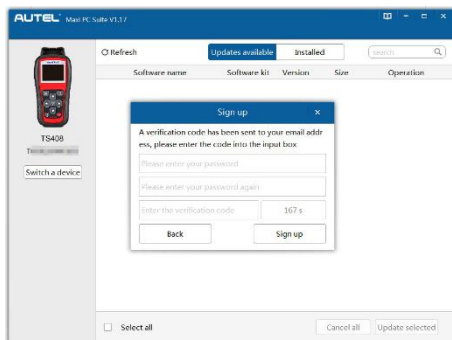 AUTEL Maxi PC Suite V1.17
Refresh
Updates available
Installed
search
Software name Software kit Version Size Operation
TS408
Switch a device
Sign up ×
A verification code has been sent to your email addr
ess, please enter the code into the input box
Please enter your password
Please enter your password again
Enter the verification code
167 s
Back
Sign up
Select all
Cancel all
Update selected